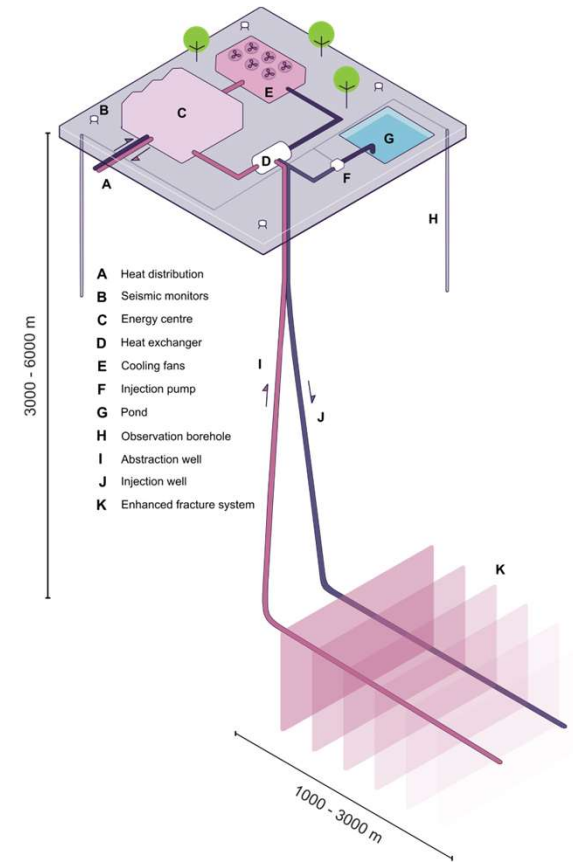 E
B
C
G
D
A
F
H
A Heat distribution
B Seismic monitors
C Energy centre
D Heat exchanger
E Cooling fans
F Injection pump
G Pond
H Observation borehole
I Abstraction well
J Injection well
K Enhanced fracture system
3000 - 6000 m
I
J
K
1000 - 3000 m